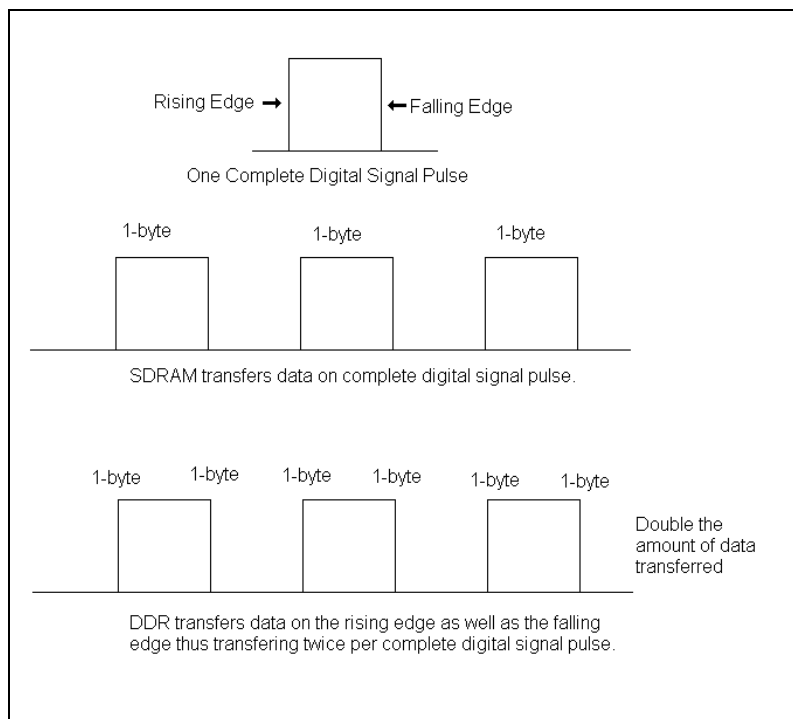 Rising Edge
Falling Edge
One Complete Digital Signal Pulse
1-byte 1-byte 1-byte
SDRAM transfers data on complete digital signal pulse.
1-byte 1-byte 1-byte 1-byte 1-byte 1-byte
Double the
amount of data
transferred
DDR transfers data on the rising edge as well as the falling
edge thus transfering twice per complete digital signal pulse.